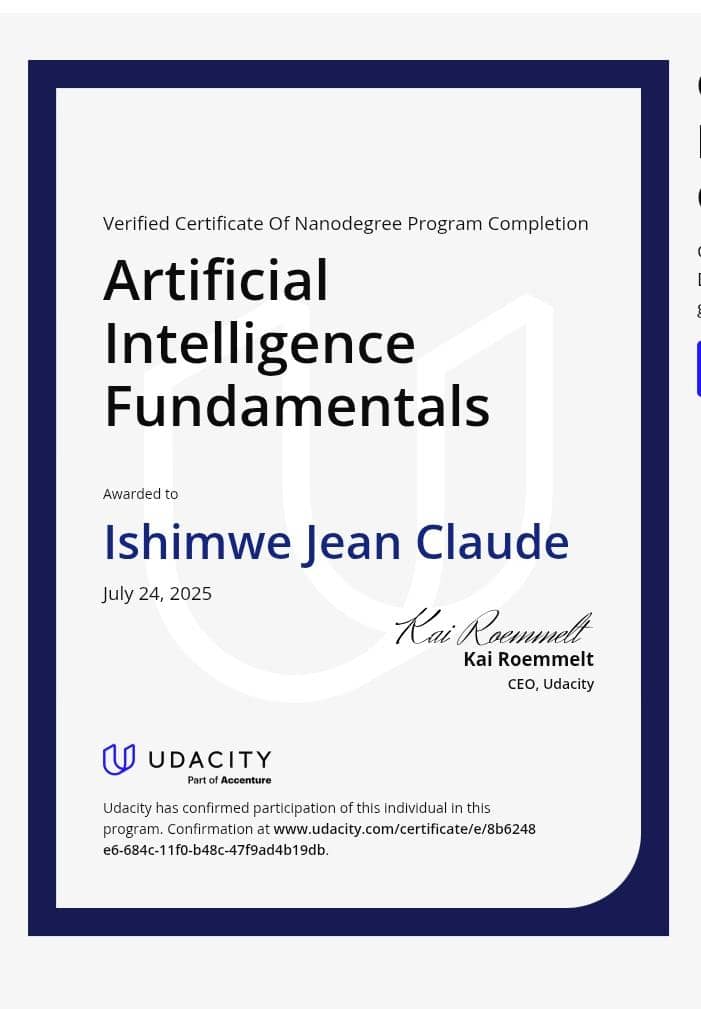 Verified Certificate Of Nanodegree Program Completion
Artificial
Intelligence
Fundamentals
Awarded to
Ishimwe Jean Claude
July 24, 2025
Kai Roemmelt
Kai Roemmelt
CEO, Udacity
UDACITY
Part of Accenture
Udacity has confirmed participation of this individual in this
program. Confirmation at www.udacity.com/certificate/e/8b6248
e6-684c-11f0-b48c-47f9ad4b19db.